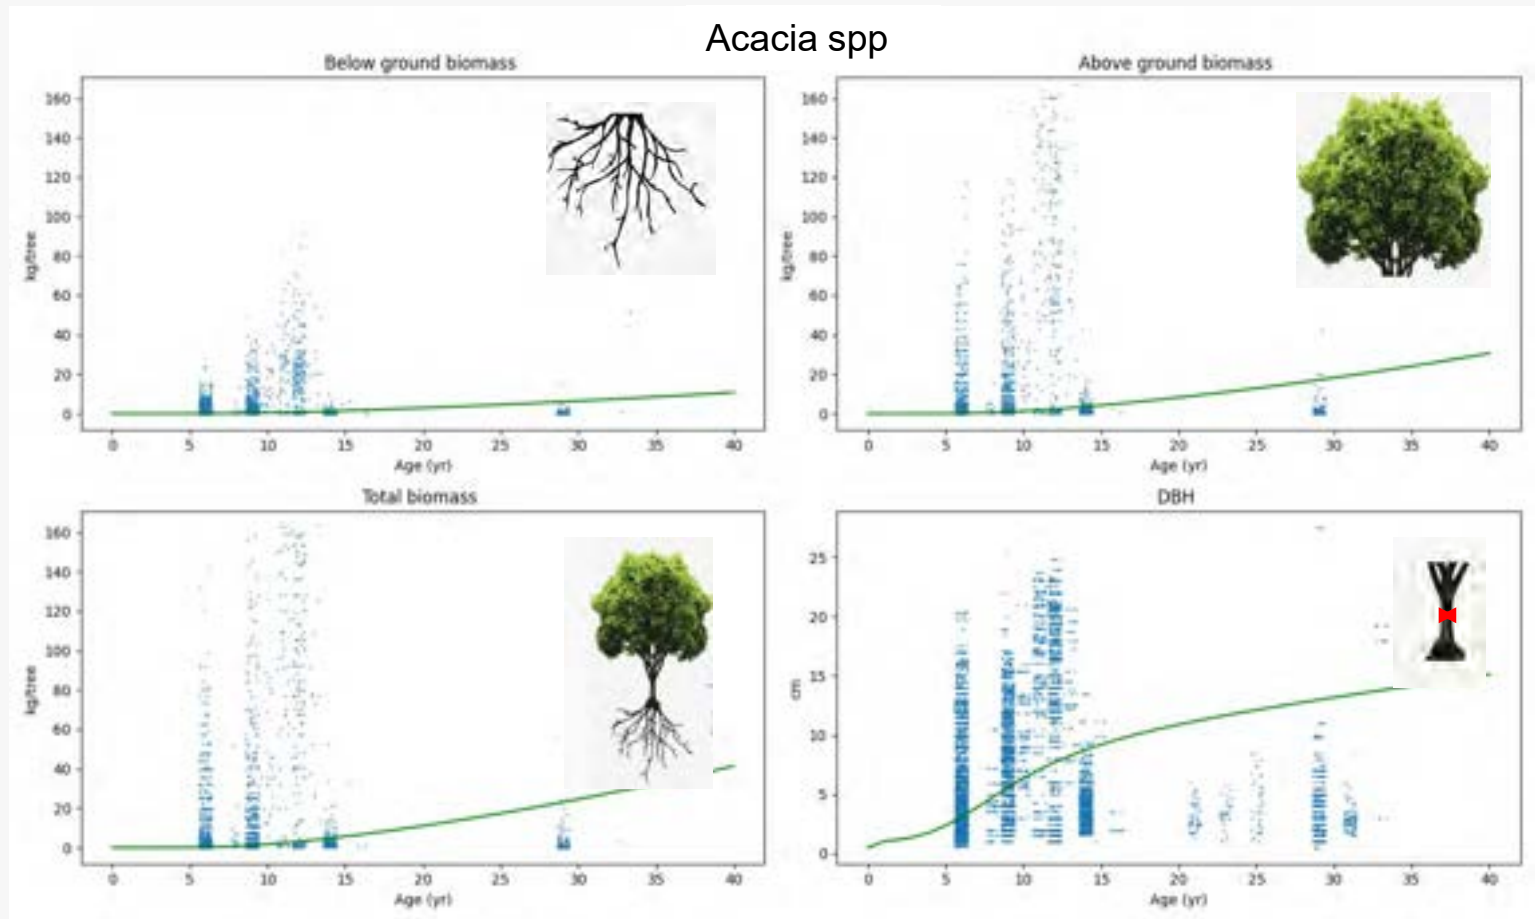 Acacia spp
Below ground biomass
160
140
120
100
80
60
40
20
0
kg/tree
0 5 10 15 20 25 30 35 40
Age (yr)
Above ground biomass
160
140
120
100
80
60
40
20
0
kg/tree
0 5 10 15 20 25 30 35 40
Age (yr)
Total biomass
160
140
120
100
80
60
40
20
0
kg/tree
0 5 10 15 20 25 30 35 40
Age (yr)
DBH
25
20
15
10
5
0
cm
0 5 10 15 20 25 30 35 40
Age (yr)